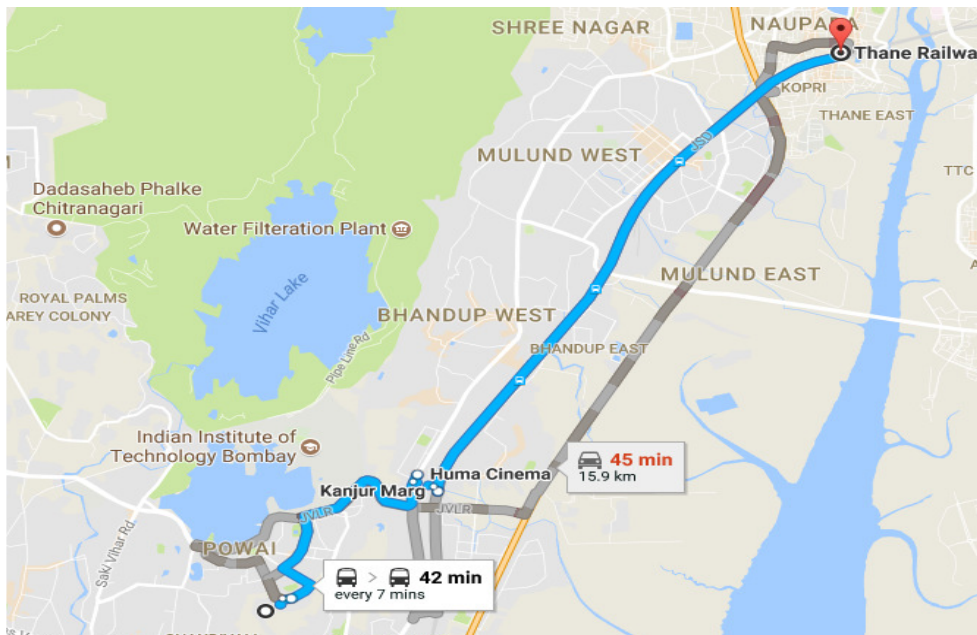 SHREE NAGAR
NAUPADA
Thane Railwa
KOPRI
THANE EAST
JSD
MULUND WEST
TTC
Dadasaheb Phalke
Chitranagari
Water Filteration Plant
MULUND EAST
ROYAL PALMS
AREY COLONY
Vihar Lake
BHANDUP WEST
Pipe Line Rd
BHANDUP EAST
Indian Institute of
Technology Bombay
Huma Cinema
45 min
15.9 km
Kanjur Marg
JVLR
JVLR
Saki Vihar Rd
POWAI
> 42 min
every 7 mins